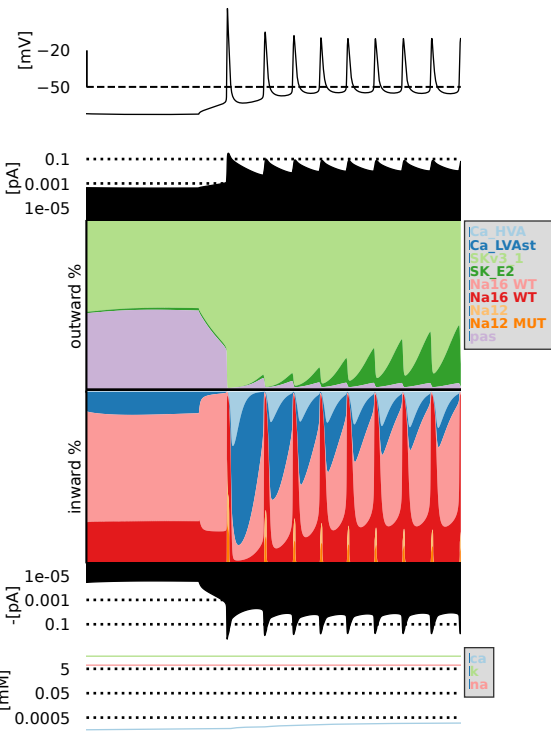 [mV]
−20
−50
[pA]
0.1
0.001
1e-05
outward %
Ca_HVA
Ca_LVAst
SKv3_1
SK_E2
Na16 WT
Na16 WT
Na12
Na12 MUT
pas
inward %
-[pA]
1e-05
0.001
0.1
[mM]
5
0.05
0.0005
ca
k
na